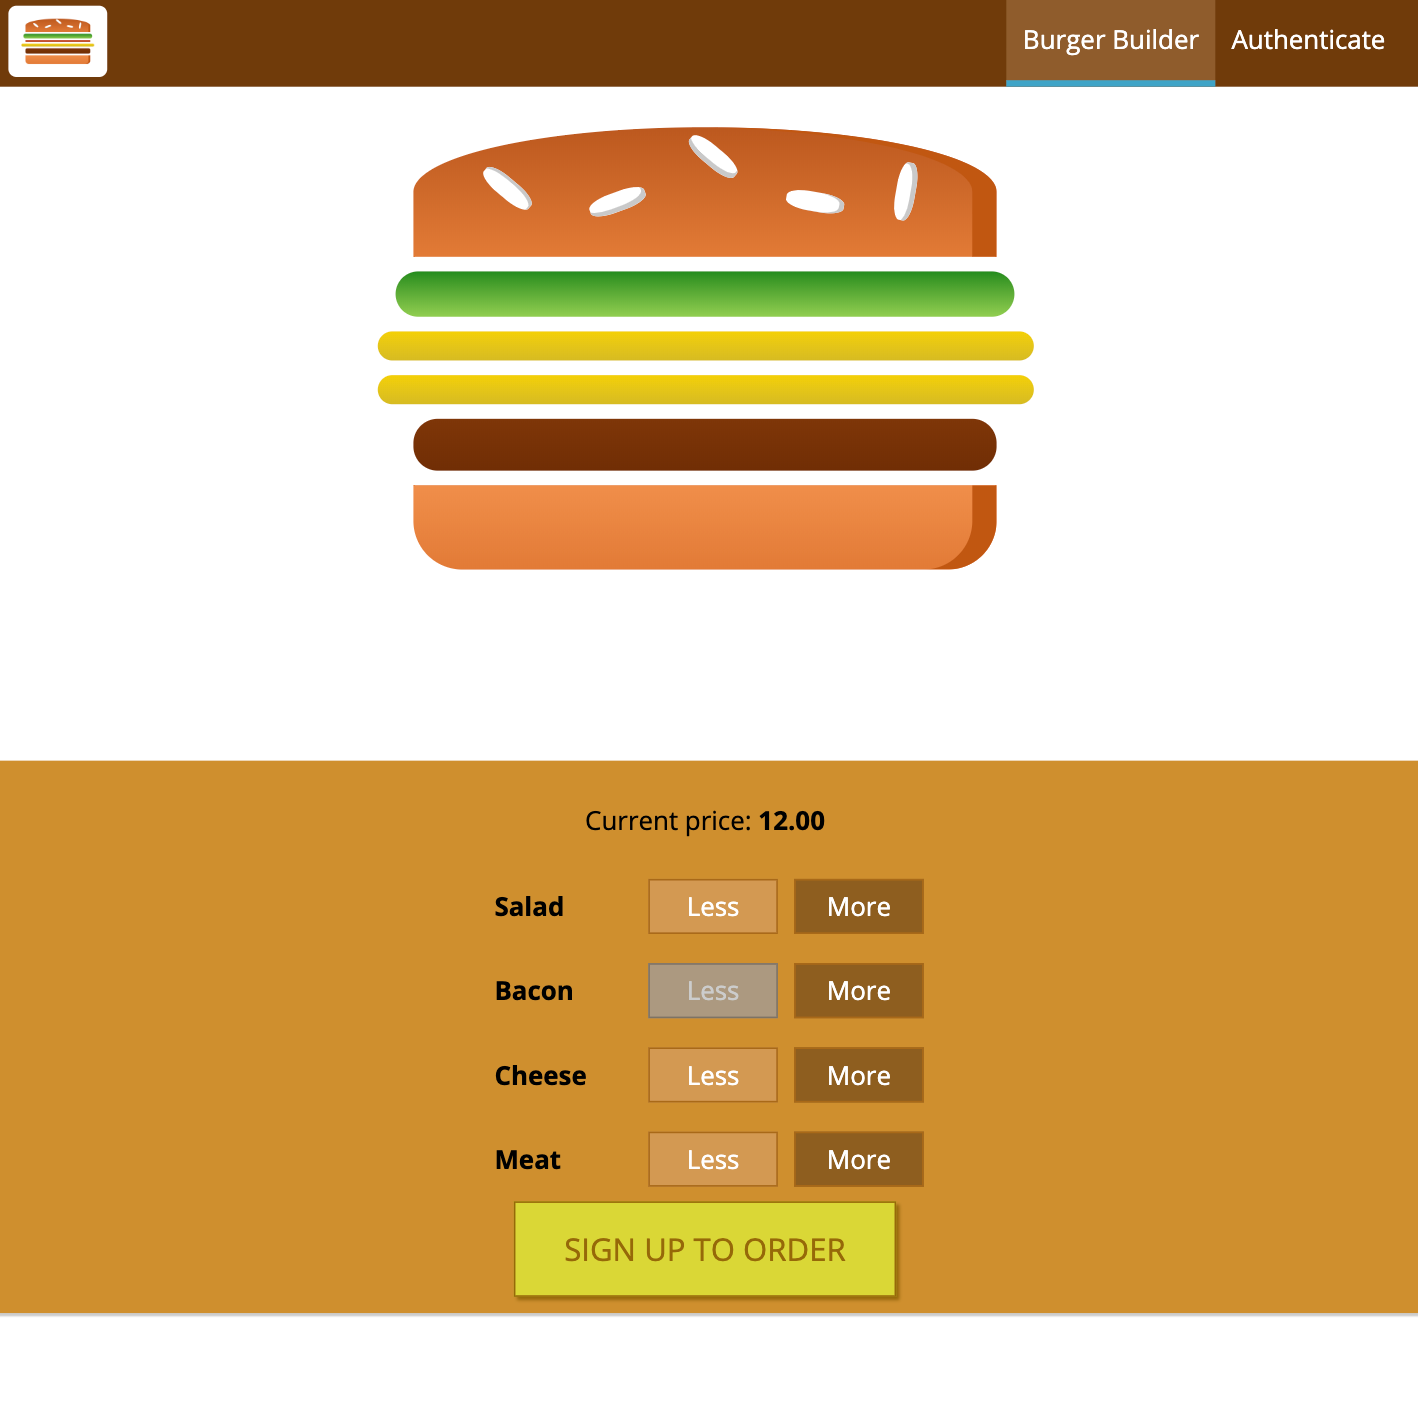 Burger Builder Authenticate
Current price: 12.00
Salad Less More
Bacon Less More
Cheese Less More
Meat Less More
SIGN UP TO ORDER